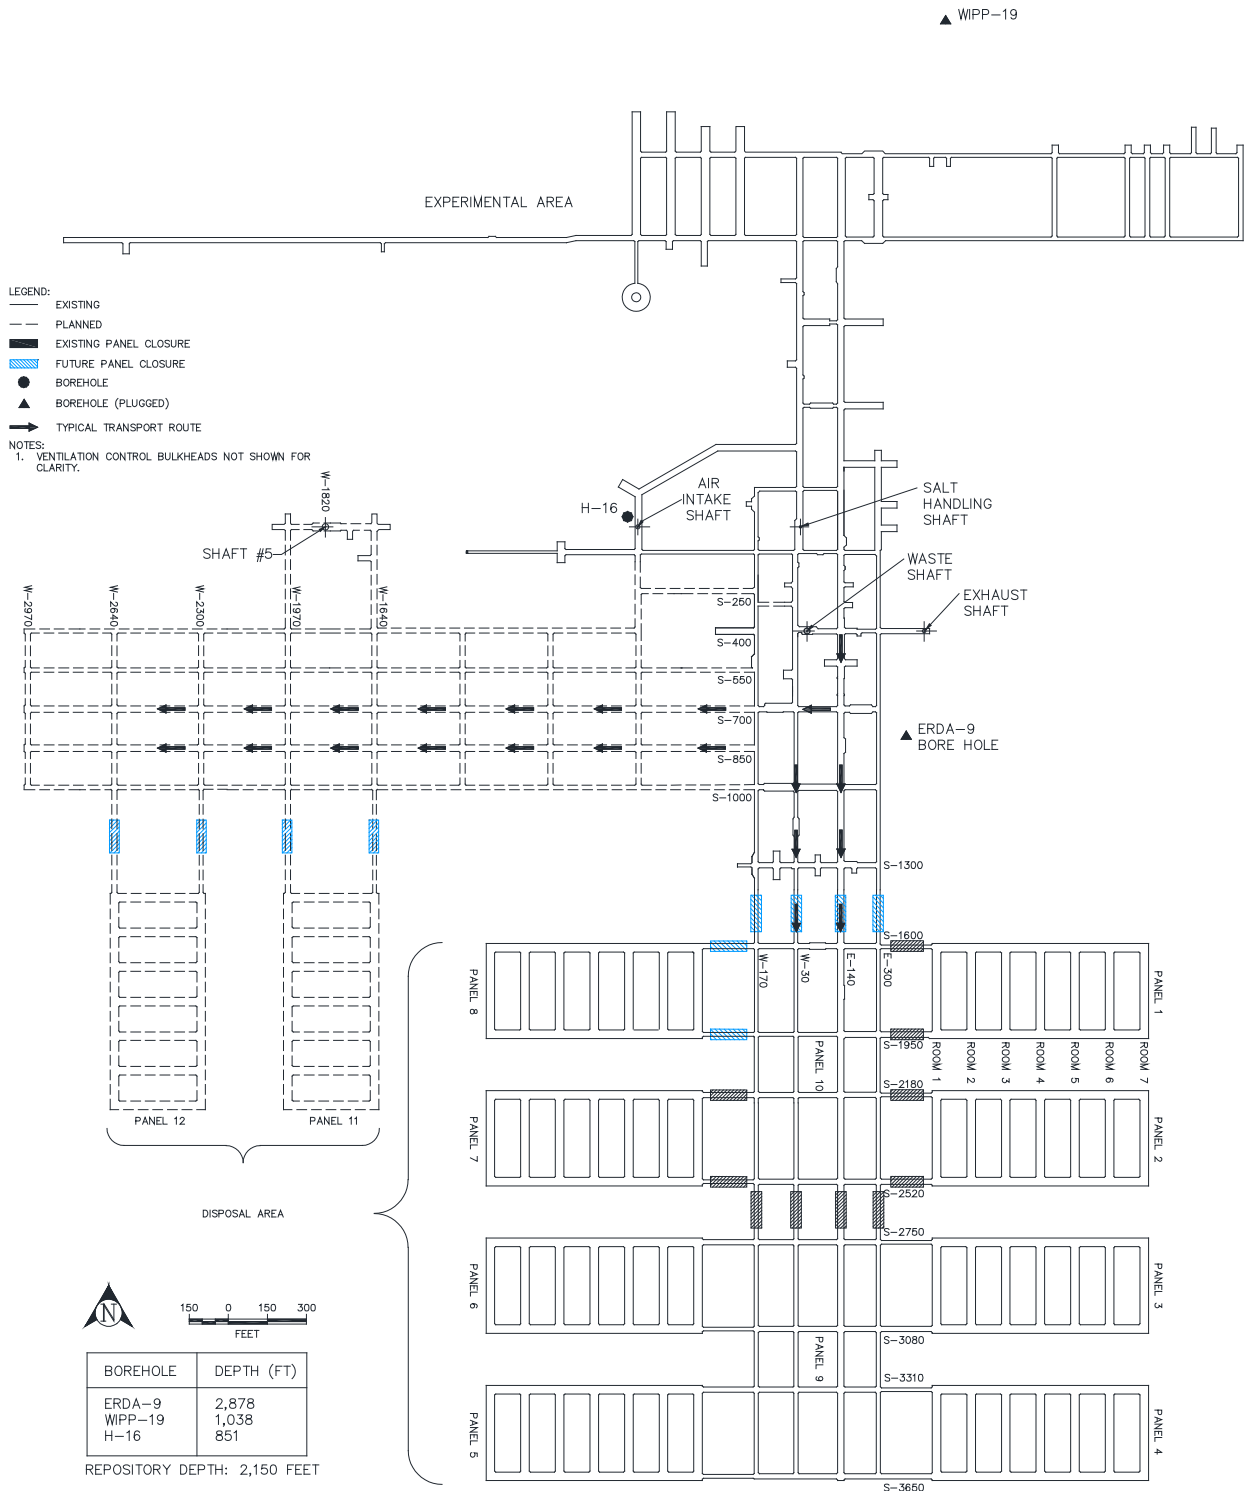 WIPP-19
EXPERIMENTAL AREA
LEGEND:
EXISTING
PLANNED
EXISTING PANEL CLOSURE
FUTURE PANEL CLOSURE
BOREHOLE
BOREHOLE (PLUGGED)
TYPICAL TRANSPORT ROUTE
NOTES:
1. VENTILATION CONTROL BULKHEADS NOT SHOWN FOR
CLARITY.
W-1820
SHAFT #5
H-16
AIR
INTAKE
SHAFT
SALT
HANDLING
SHAFT
WASTE
SHAFT
EXHAUST
SHAFT
W-2970
W-2640
W-2300
W-1970
W-1640
S-250
S-400
S-550
S-700
S-850
S-1000
ERDA-9
BORE HOLE
S-1300
S-1600
W-170
W-30
E-140
E-300
PANEL 8
PANEL 1
S-1950
ROOM 1
ROOM 2
ROOM 3
ROOM 4
ROOM 5
ROOM 6
ROOM 7
PANEL 10
S-2180
PANEL 12
PANEL 11
PANEL 7
PANEL 2
S-2520
DISPOSAL AREA
S-2750
PANEL 6
PANEL 3
N
150 0 150 300
FEET
S-3080
PANEL 9
S-3310
PANEL 5
PANEL 4
S-3650
BOREHOLE DEPTH (FT)
ERDA-9 2,878
WIPP-19 1,038
H-16 851
REPOSITORY DEPTH: 2,150 FEET